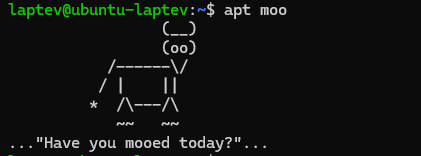 laptev@ubuntu-laptev:~$ apt moo
                 (__)
                 (oo)
           /------\/
          / |    ||
         *  /\---/\
            ~~   ~~
..."Have you mooed today?"...